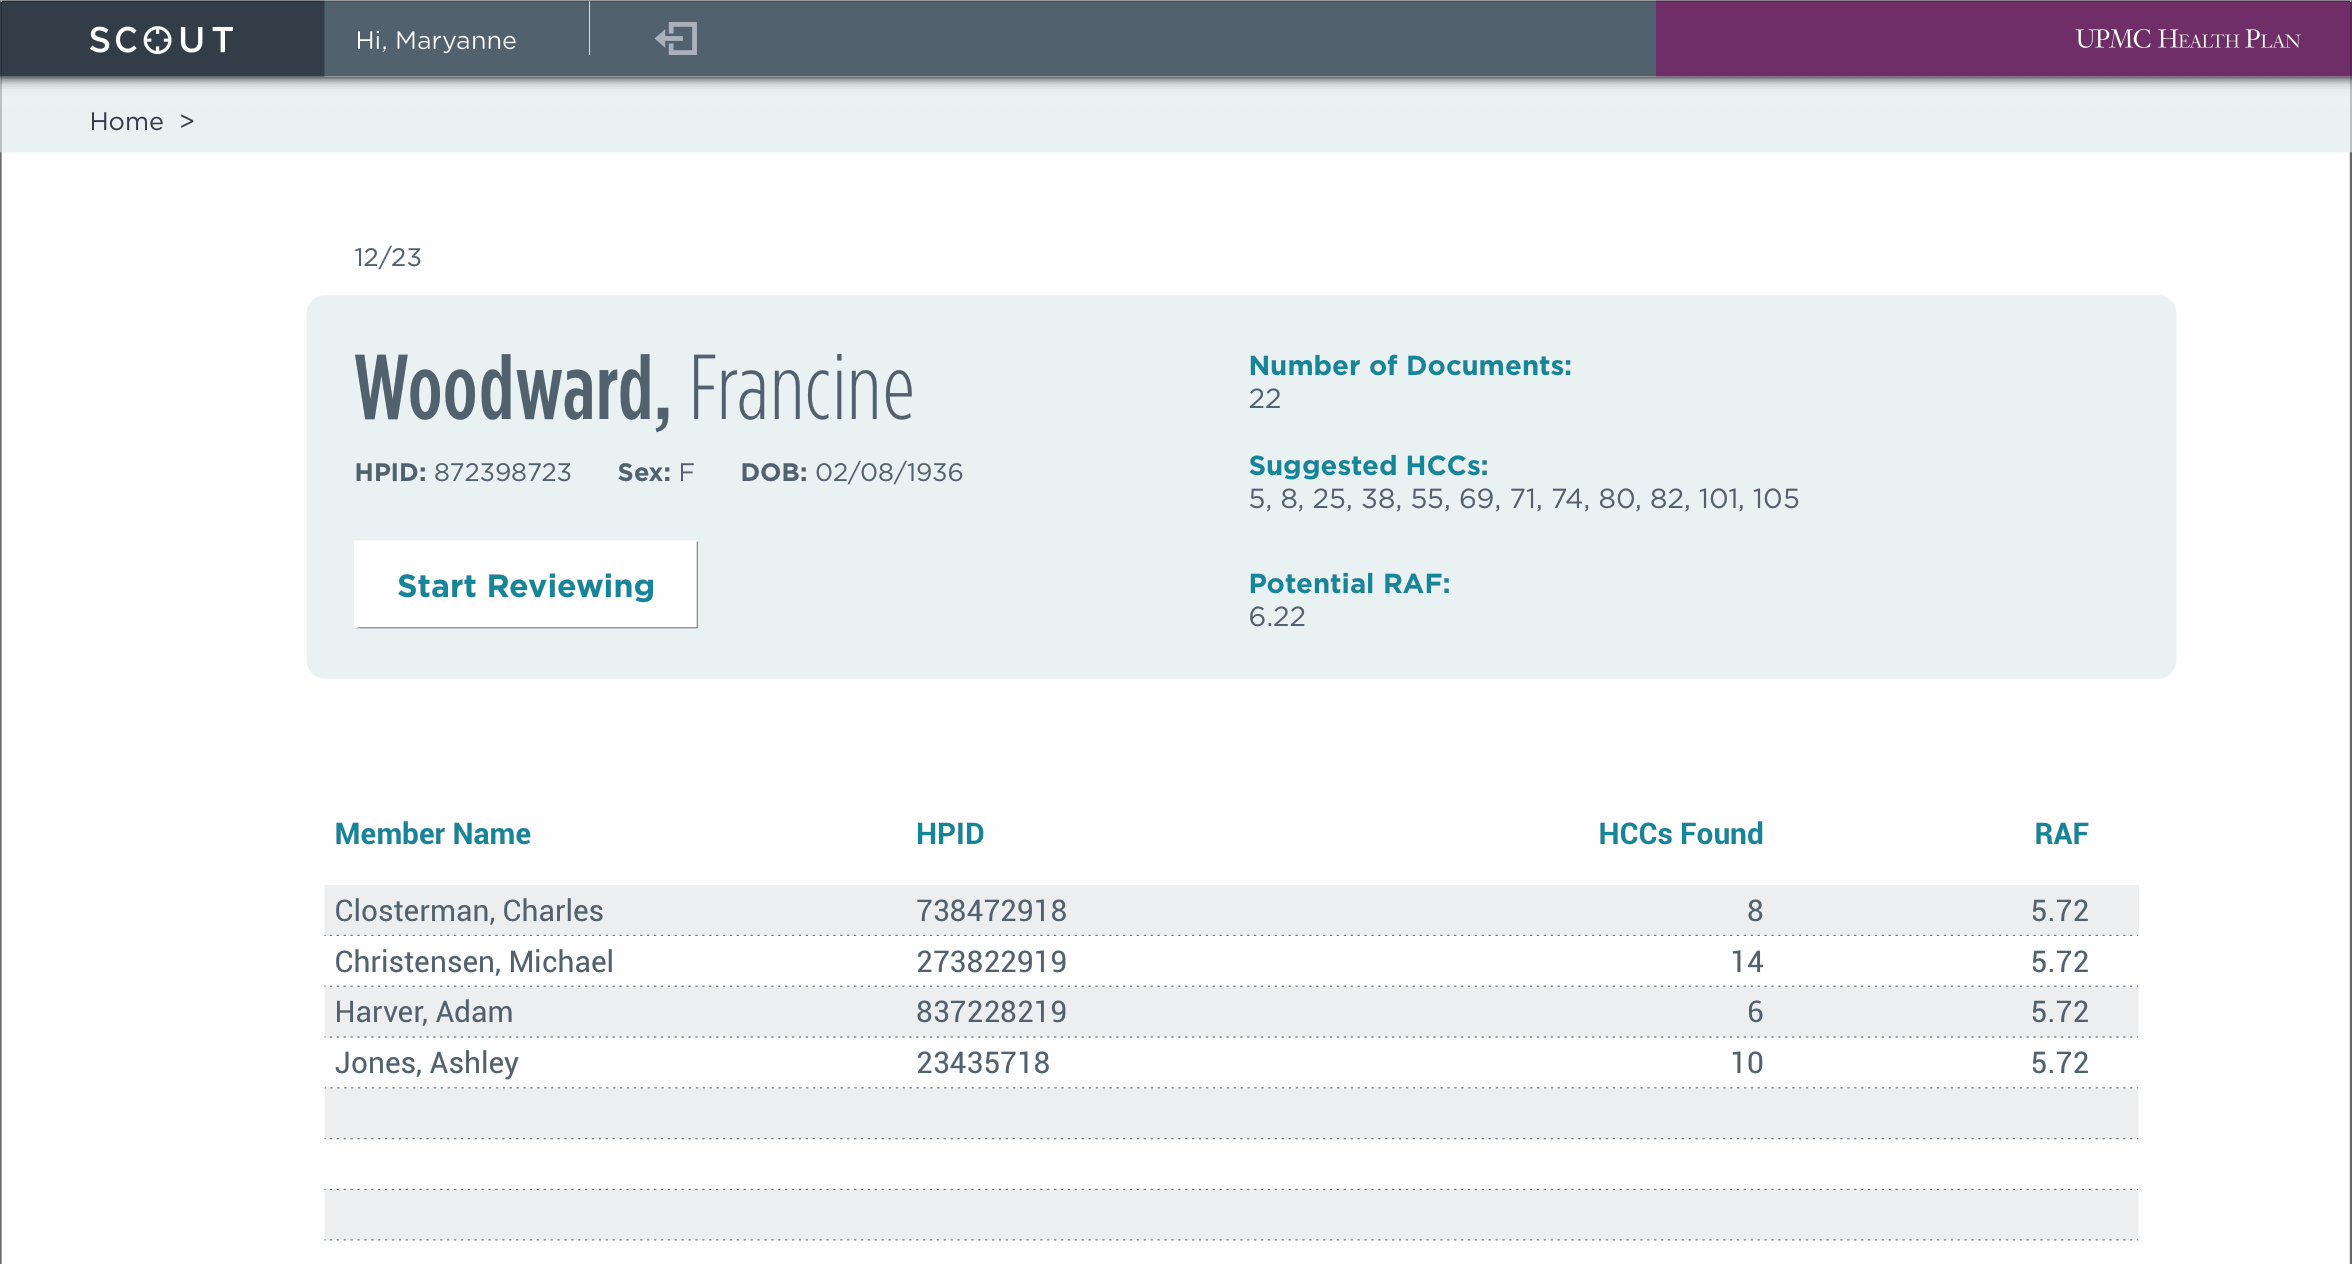 SCOUT
Hi, Maryanne
UPMC HEALTH PLAN
Home >
12/23
Woodward, Francine
HPID: 872398723 Sex: F DOB: 02/08/1936
Start Reviewing
Number of Documents:
22
Suggested HCCs:
5, 8, 25, 38, 55, 69, 71, 74, 80, 82, 101, 105
Potential RAF:
6.22
Member Name HPID HCCs Found RAF
Closterman, Charles 738472918 8 5.72
Christensen, Michael 273822919 14 5.72
Harver, Adam 837228219 6 5.72
Jones, Ashley 23435718 10 5.72